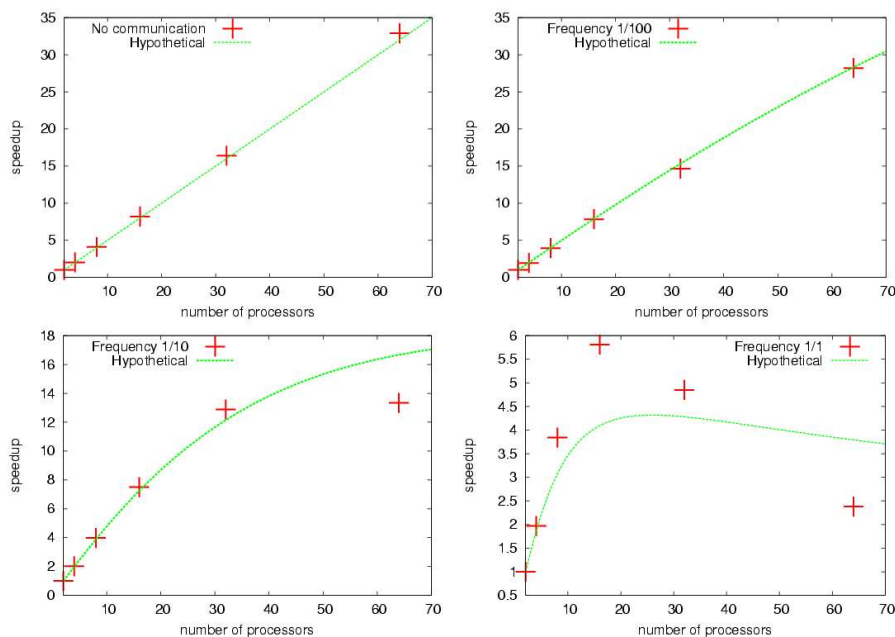 No communication
Hypothetical
35
30
25
20
15
10
5
0
speedup
10 20 30 40 50 60 70
number of processors
Frequency 1/100
Hypothetical
35
30
25
20
15
10
5
0
speedup
10 20 30 40 50 60 70
number of processors
Frequency 1/10
Hypothetical
18
16
14
12
10
8
6
4
2
0
speedup
10 20 30 40 50 60 70
number of processors
Frequency 1/1
Hypothetical
6
5.5
5
4.5
4
3.5
3
2.5
2
1.5
1
0.5
speedup
10 20 30 40 50 60 70
number of processors